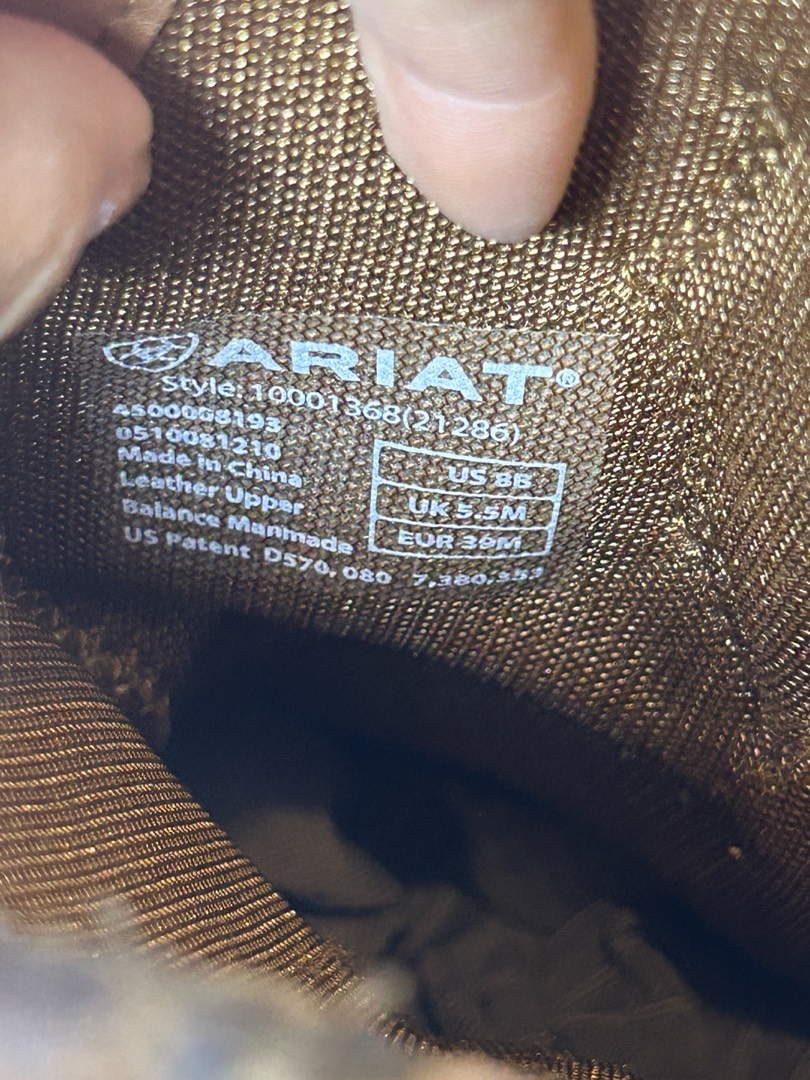 ARIAT®
Style: 10001368(21286)
4500008193
0510081210
Made in China
Leather Upper
Balance Manmade
US Patent D570, 080 7,380,353
US 8B
UK 5.5M
EUR 39M